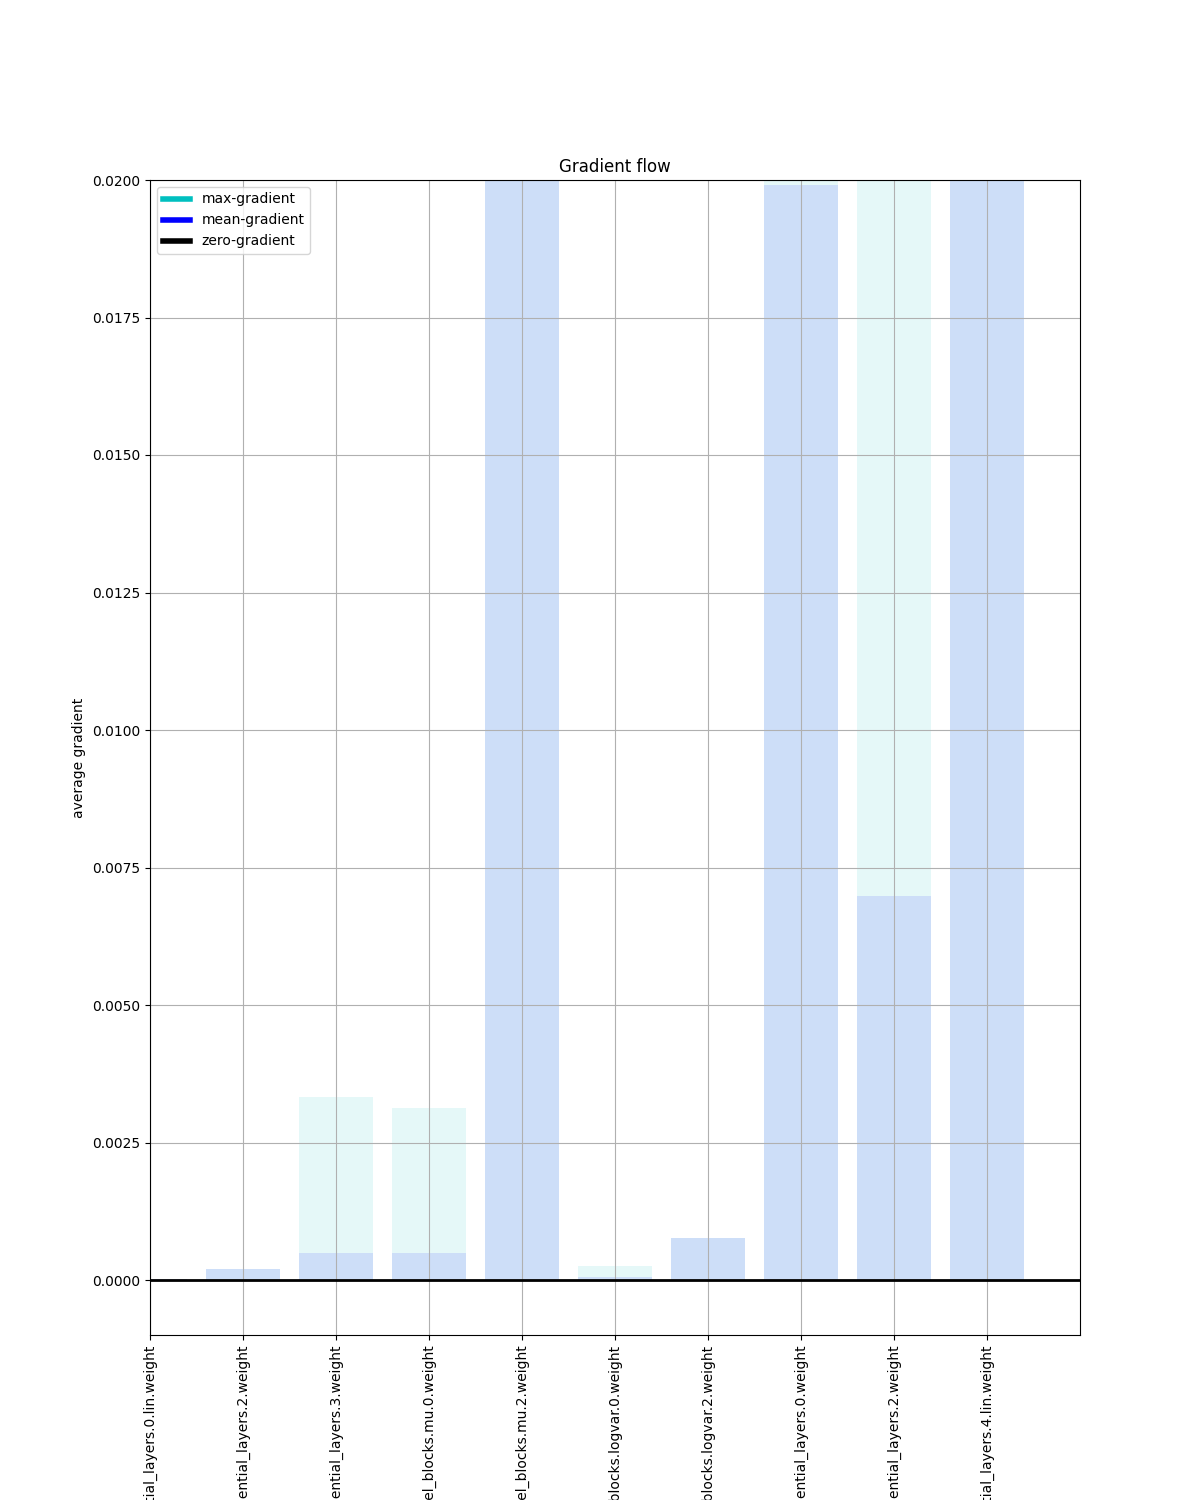 Gradient flow
max-gradient
mean-gradient
zero-gradient
0.0200
0.0175
0.0150
0.0125
0.0100
0.0075
0.0050
0.0025
0.0000
average gradient
tial_layers.0.lin.weight
ential_layers.2.weight
ential_layers.3.weight
el_blocks.mu.0.weight
el_blocks.mu.2.weight
blocks.logvar.0.weight
blocks.logvar.2.weight
ential_layers.0.weight
ential_layers.2.weight
tial_layers.4.lin.weight